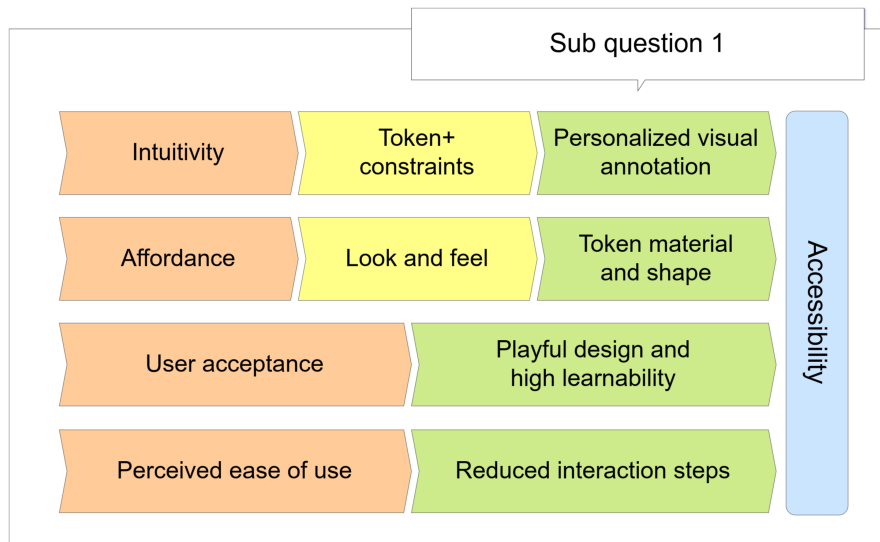 Sub question 1
Intuitivity
Token+
constraints
Personalized visual
annotation
Affordance
Look and feel
Token material
and shape
User acceptance
Playful design and
high learnability
Perceived ease of use
Reduced interaction steps
Accessibility